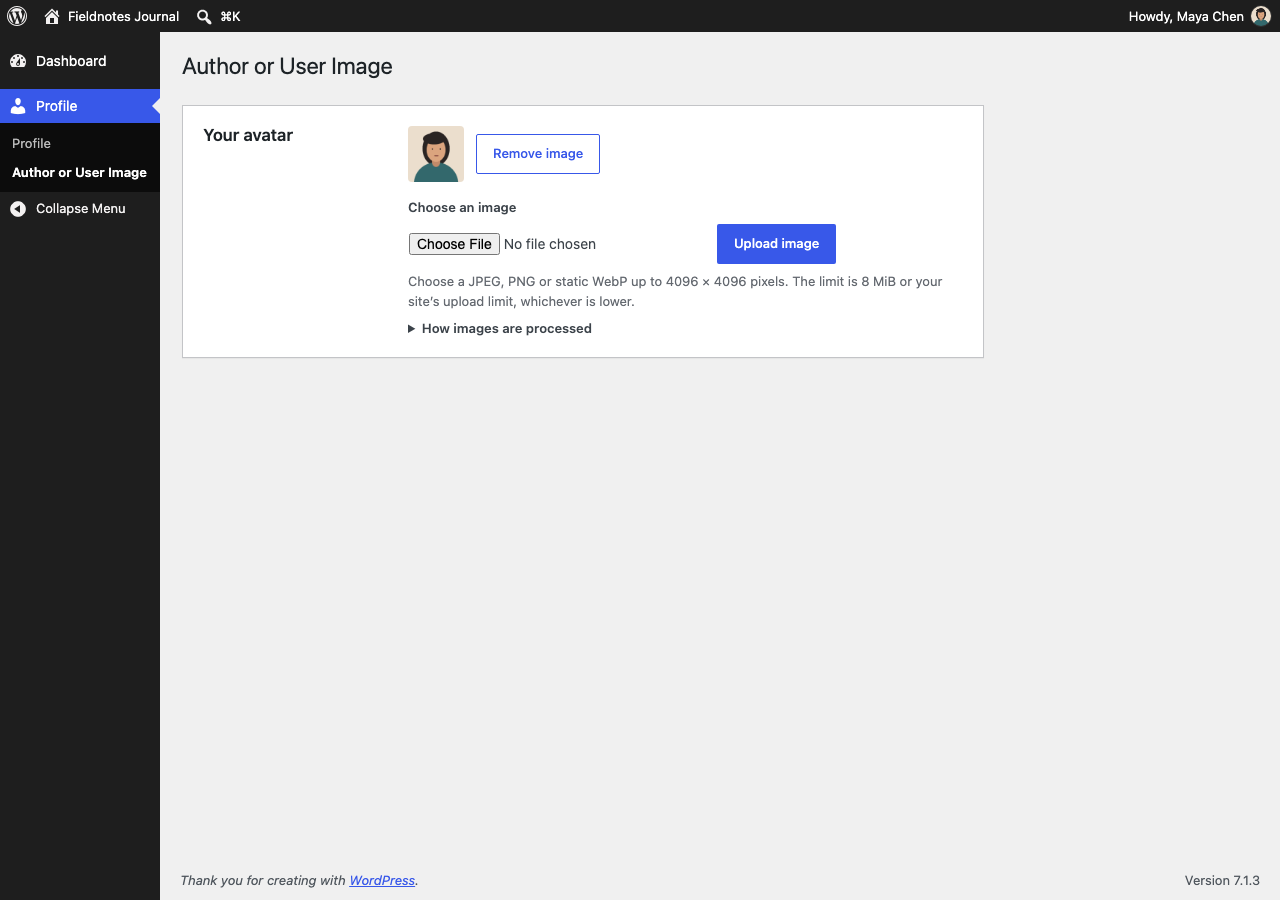 Fieldnotes Journal ⌘K Howdy, Maya Chen
Dashboard
Profile
Profile
Author or User Image
Collapse Menu
Author or User Image
Your avatar
Remove image
Choose an image
Choose File No file chosen Upload image
Choose a JPEG, PNG or static WebP up to 4096 × 4096 pixels. The limit is 8 MiB or your
site’s upload limit, whichever is lower.
How images are processed
Thank you for creating with WordPress. Version 7.1.3